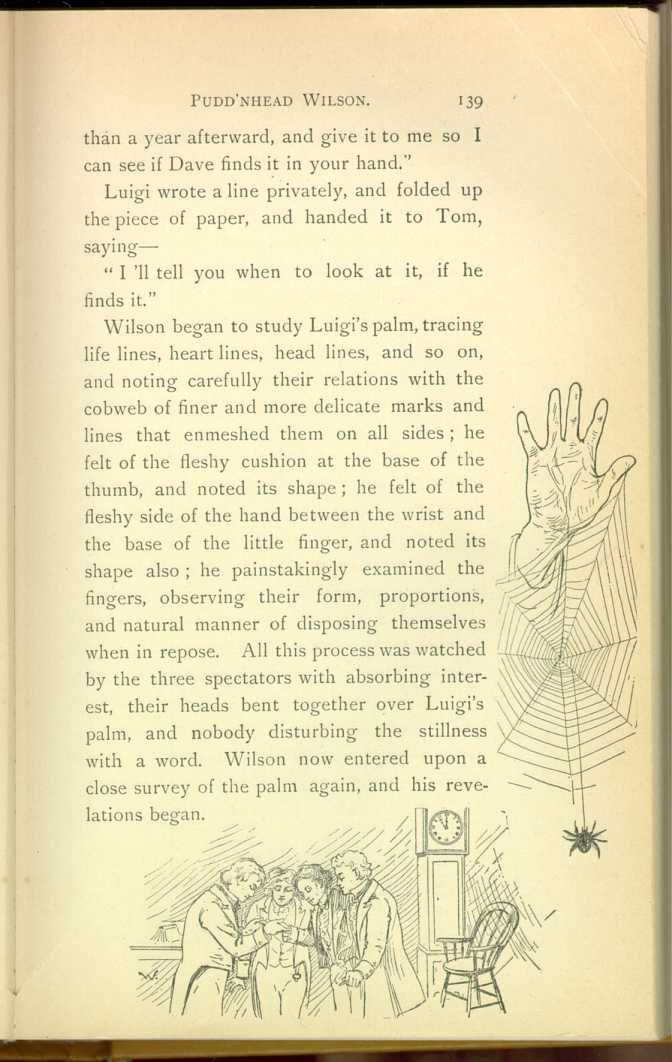 PUDD'NHEAD WILSON. 139
than a year afterward, and give it to me so I
can see if Dave finds it in your hand."
Luigi wrote a line privately, and folded up
the piece of paper, and handed it to Tom,
saying—
"I 'll tell you when to look at it, if he
finds it."
Wilson began to study Luigi's palm, tracing
life lines, heart lines, head lines, and so on,
and noting carefully their relations with the
cobweb of finer and more delicate marks and
lines that enmeshed them on all sides; he
felt of the fleshy cushion at the base of the
thumb, and noted its shape; he felt of the
fleshy side of the hand between the wrist and
the base of the little finger, and noted its
shape also; he painstakingly examined the
fingers, observing their form, proportions,
and natural manner of disposing themselves
when in repose. All this process was watched
by the three spectators with absorbing inter-
est, their heads bent together over Luigi's
palm, and nobody disturbing the stillness
with a word. Wilson now entered upon a
close survey of the palm again, and his reve-
lations began.